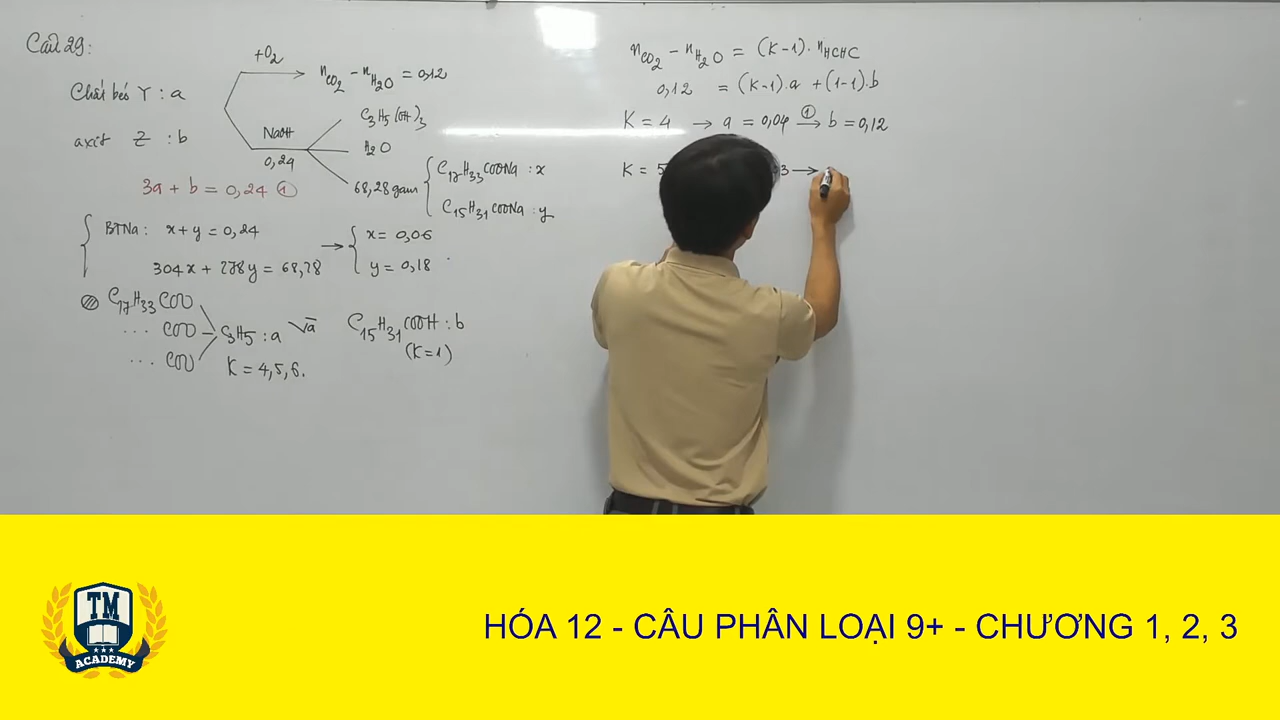 Câu 29:
+O2
nCO2 - nH2O = 0,12
Chất béo Y : a
C3H5(OH)3
axit Z : b
NaOH
0,24
H2O
3a + b = 0,24 ①
68,28 gam
C17H33COONa : x
C15H31COONa : y
BTNa: x+y = 0,24
304x + 278y = 68,28
→ x = 0,06
y = 0,18
C17H33COO
... COO
... COO
C3H5 : a
a
K = 4,5,6.
C15H31COOH : b
(K=1)
nCO2 - nH2O = (K-1). nHCHC
0,12 = (K-1).a + (1-1).b
K = 4 → a = 0,04 →① b = 0,12
K = 5 →
TM
ACADEMY
HÓA 12 - CÂU PHÂN LOẠI 9+ - CHƯƠNG 1, 2, 3